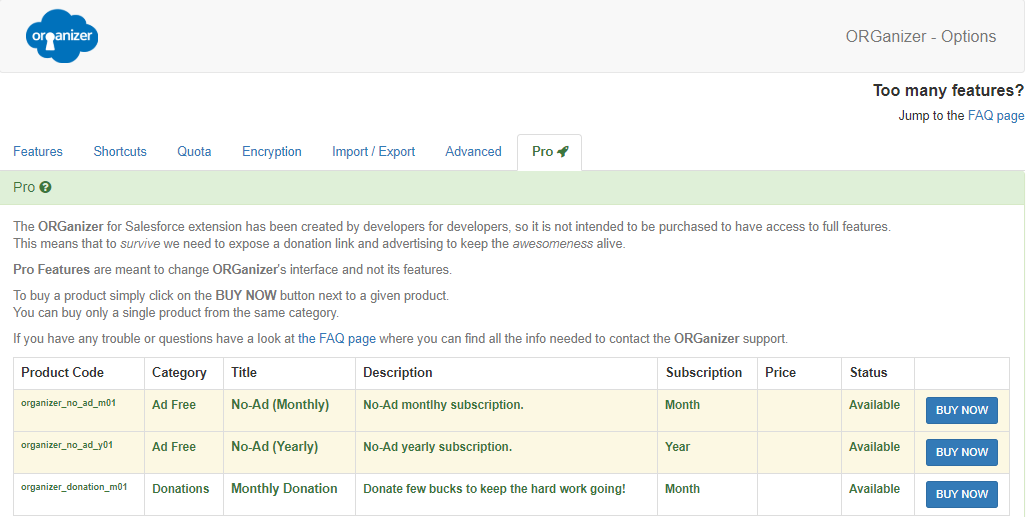 organizer
ORGanizer - Options
Too many features?
Jump to the FAQ page
Features Shortcuts Quota Encryption Import / Export Advanced Pro
Pro
The ORGanizer for Salesforce extension has been created by developers for developers, so it is not intended to be purchased to have access to full features.
This means that to survive we need to expose a donation link and advertising to keep the awesomeness alive.
Pro Features are meant to change ORGanizer's interface and not its features.
To buy a product simply click on the BUY NOW button next to a given product.
You can buy only a single product from the same category.
If you have any trouble or questions have a look at the FAQ page where you can find all the info needed to contact the ORGanizer support.
Product Code Category Title Description Subscription Price Status
organizer_no_ad_m01 Ad Free No-Ad (Monthly) No-Ad montlhy subscription. Month Available BUY NOW
organizer_no_ad_y01 Ad Free No-Ad (Yearly) No-Ad yearly subscription. Year Available BUY NOW
organizer_donation_m01 Donations Monthly Donation Donate few bucks to keep the hard work going! Month Available BUY NOW